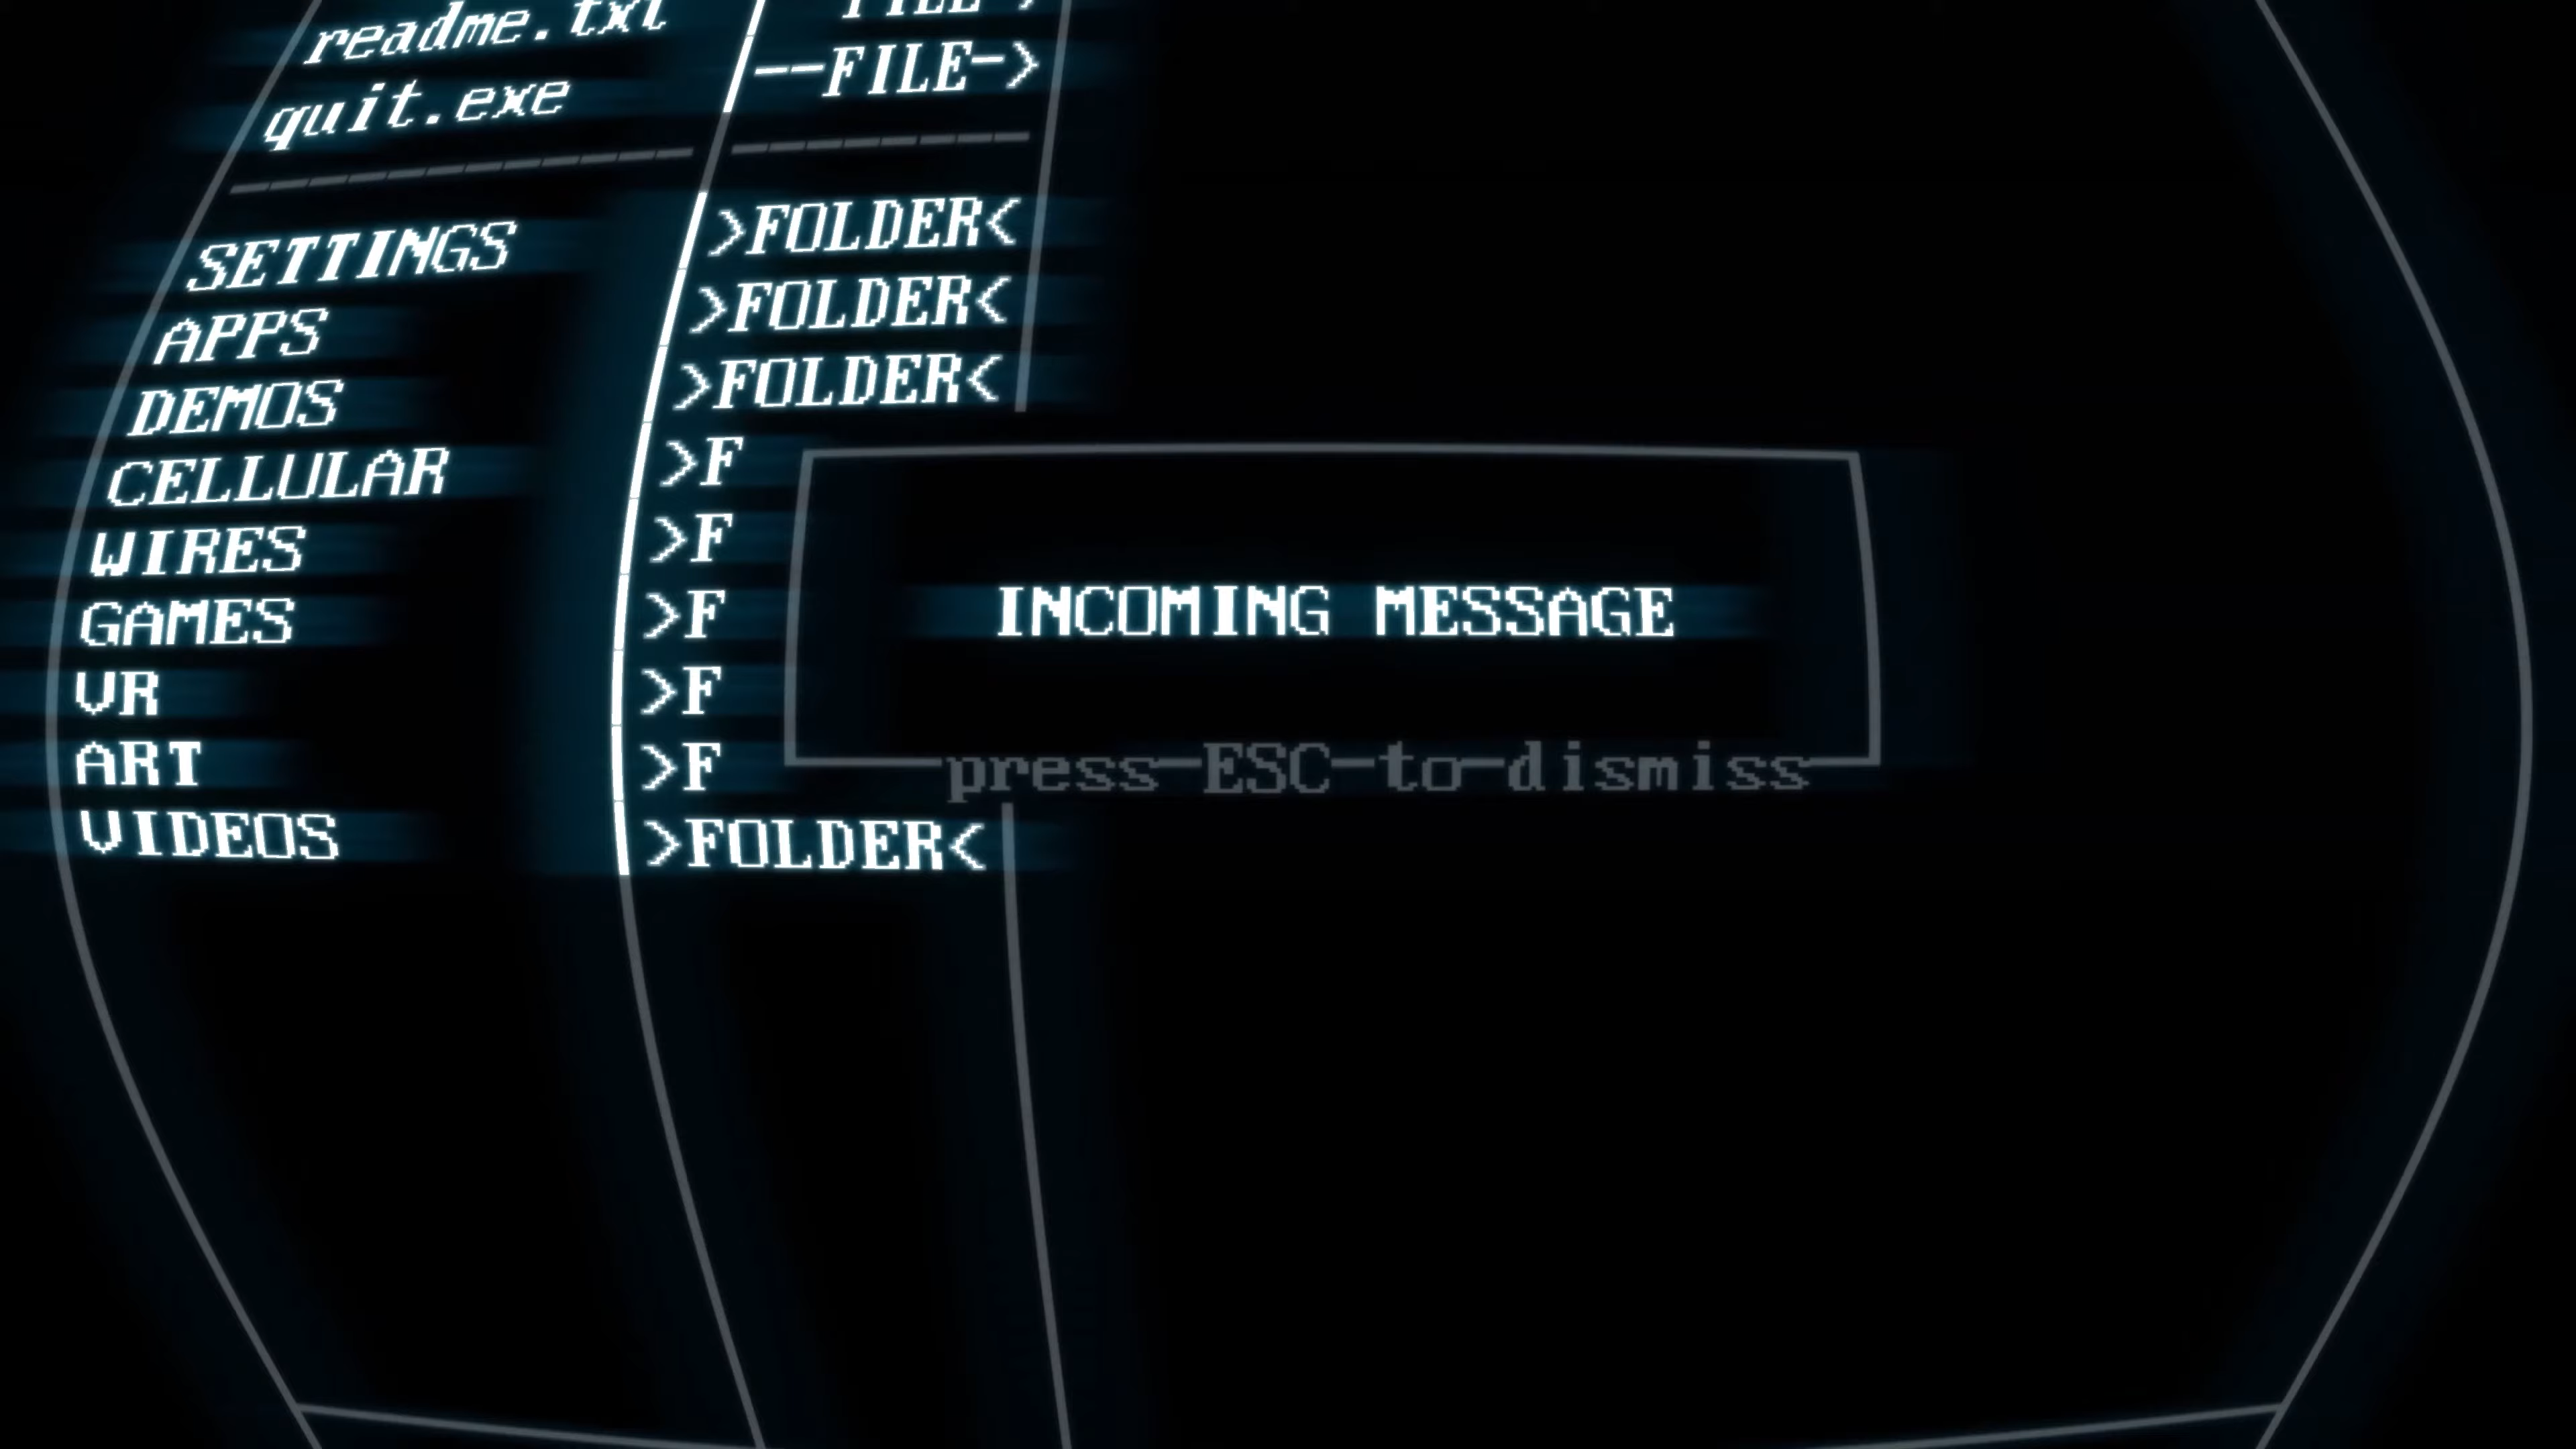 readme.txt
--FILE->
quit.exe
SETTINGS >FOLDER<
APPS >FOLDER<
DEMOS >FOLDER<
CELLULAR >F
WIRES >F
GAMES >F
INCOMING MESSAGE
VR >F
ART >F
press ESC to dismiss
VIDEOS >FOLDER<